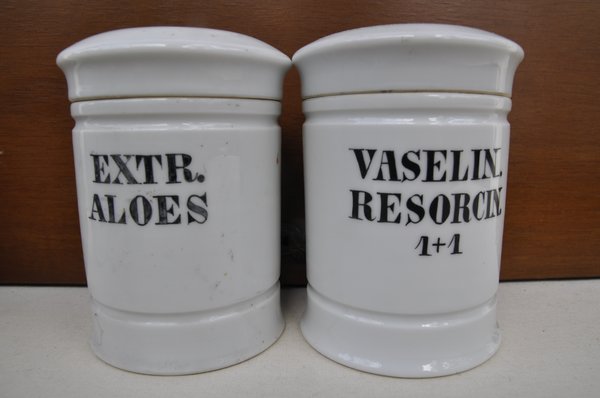 EXTR.
ALOES
VASELIN.
RESORCIN.
1+1